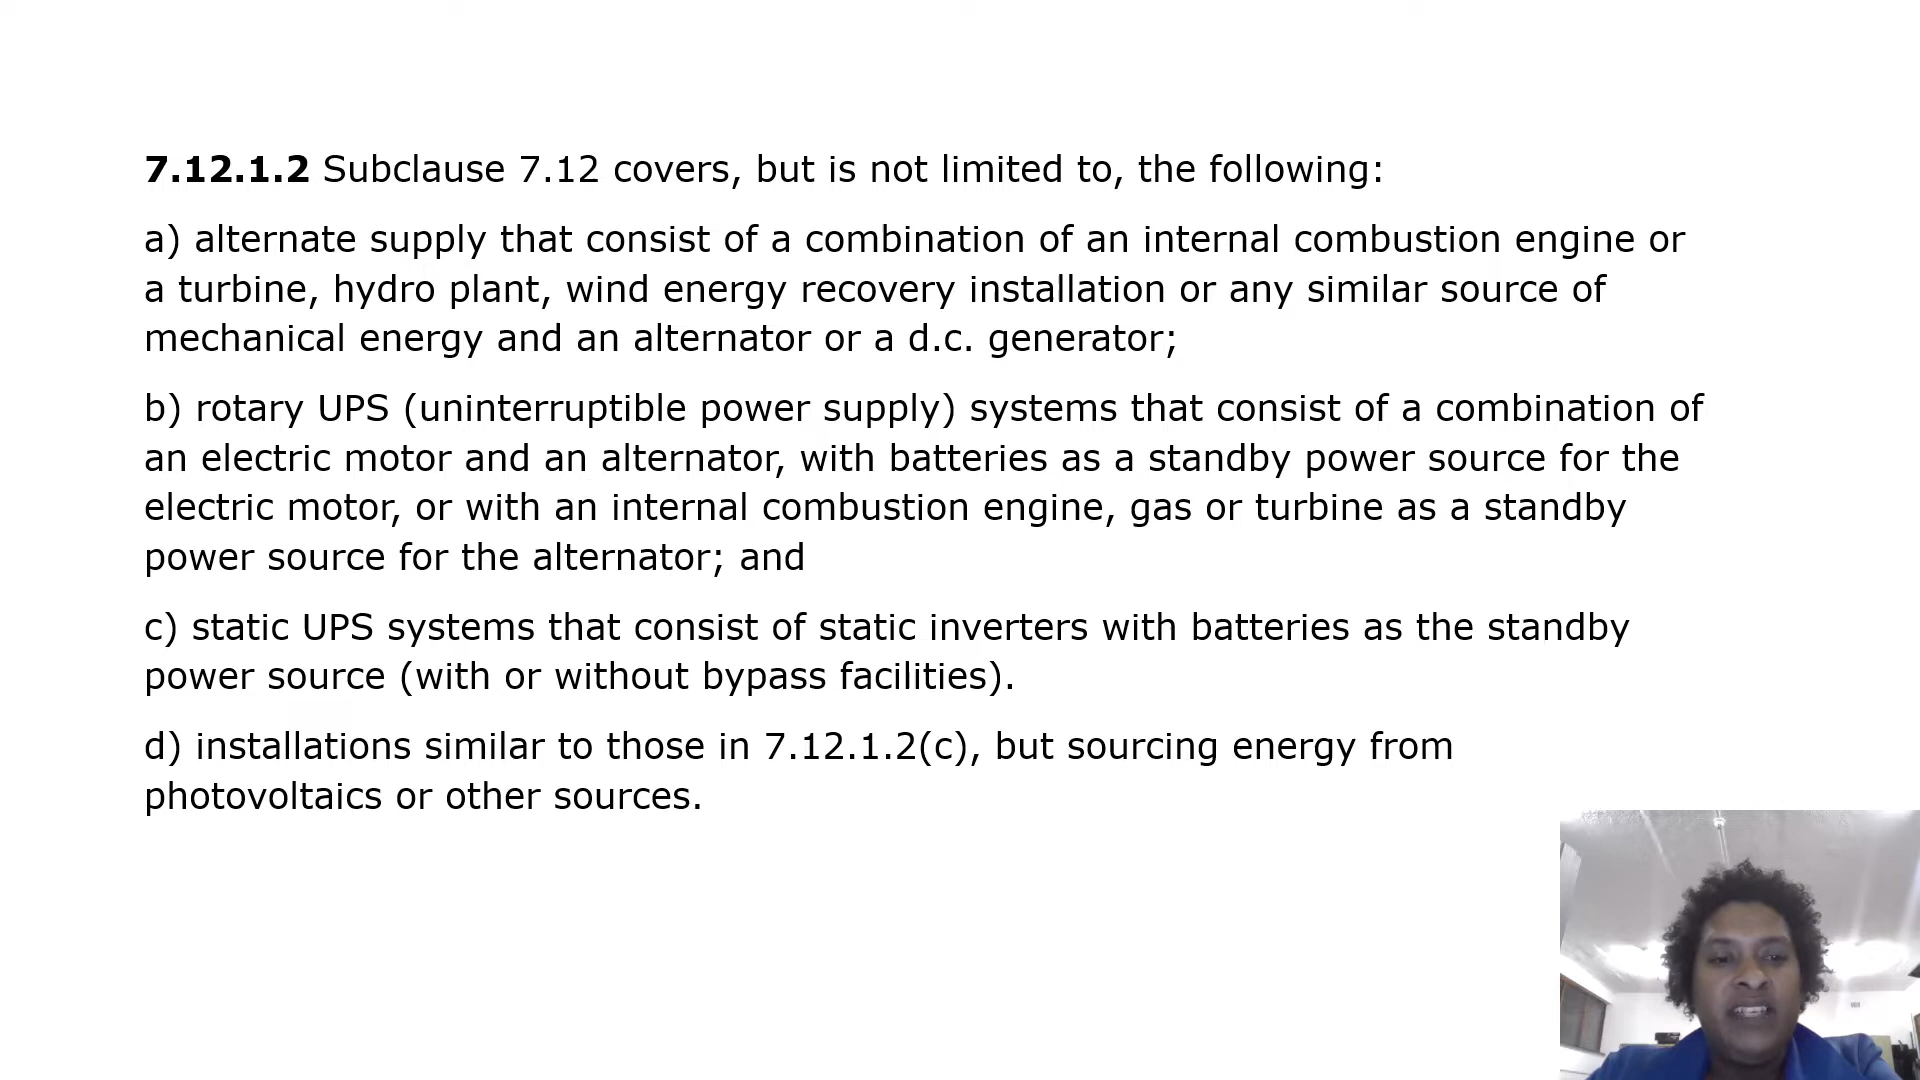 7.12.1.2 Subclause 7.12 covers, but is not limited to, the following:
a) alternate supply that consist of a combination of an internal combustion engine or
a turbine, hydro plant, wind energy recovery installation or any similar source of
mechanical energy and an alternator or a d.c. generator;
b) rotary UPS (uninterruptible power supply) systems that consist of a combination of
an electric motor and an alternator, with batteries as a standby power source for the
electric motor, or with an internal combustion engine, gas or turbine as a standby
power source for the alternator; and
c) static UPS systems that consist of static inverters with batteries as the standby
power source (with or without bypass facilities).
d) installations similar to those in 7.12.1.2(c), but sourcing energy from
photovoltaics or other sources.